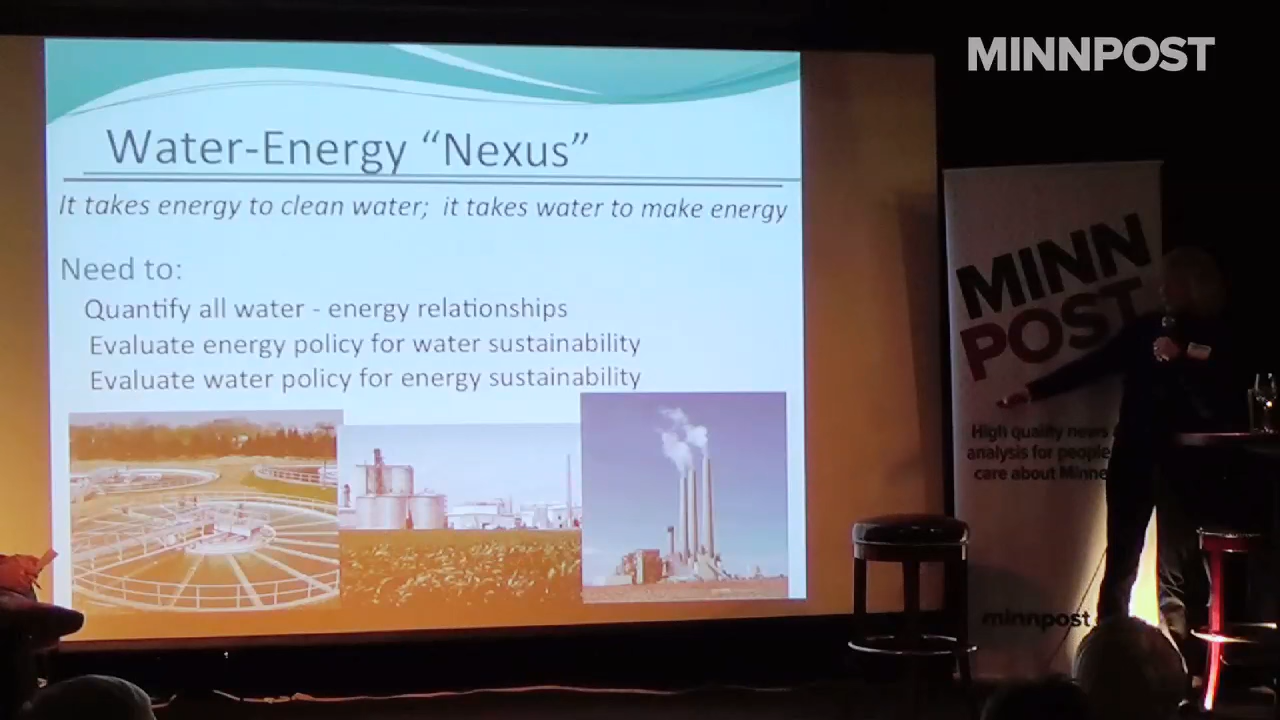 MINNPOST
Water-Energy “Nexus”
It takes energy to clean water; it takes water to make energy
Need to:
Quantify all water - energy relationships
Evaluate energy policy for water sustainability
Evaluate water policy for energy sustainability
MINN
POST
High quality news
analysis for people
care about
minnpost